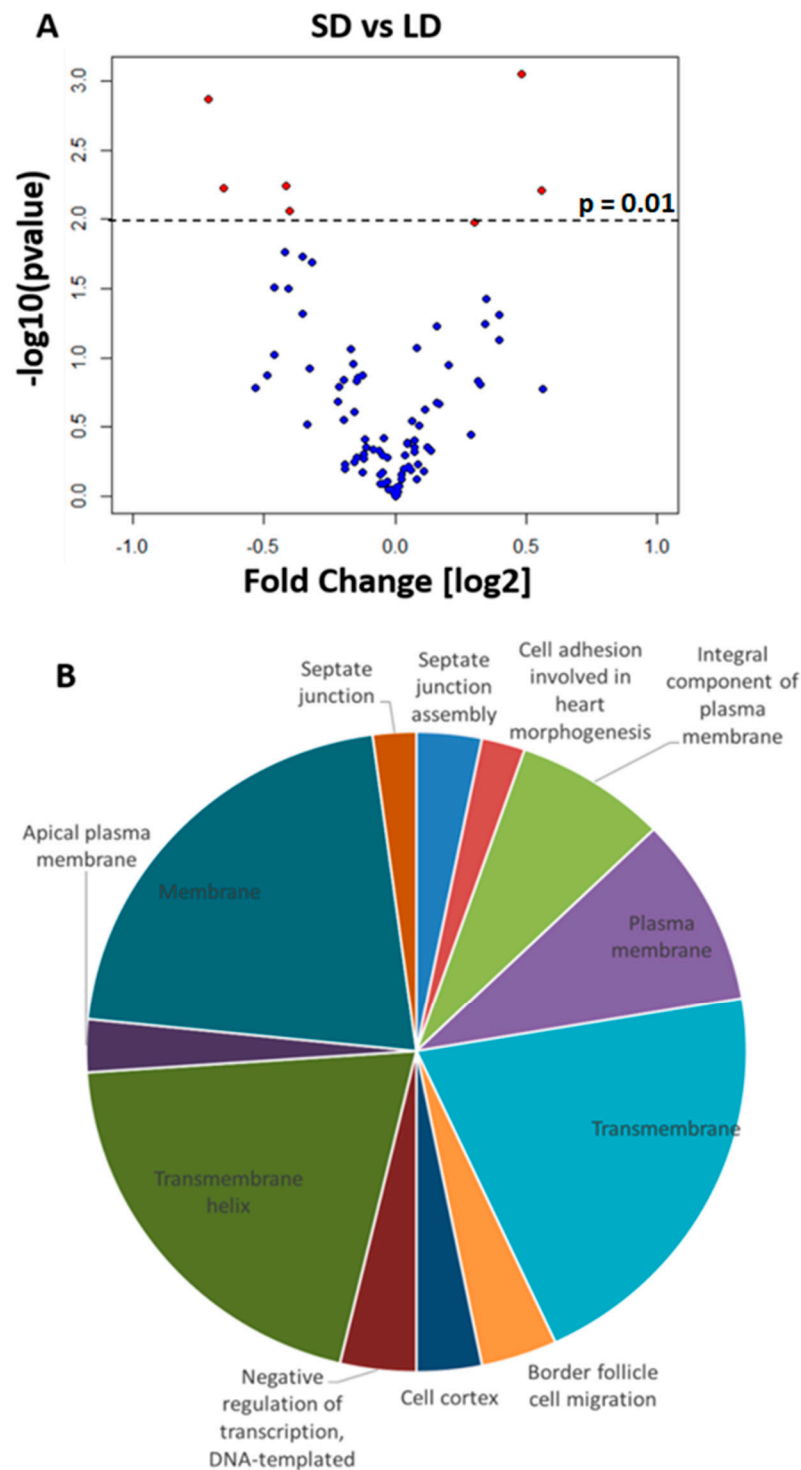 A
SD vs LD
3.0
2.5
2.0
1.5
1.0
0.5
0.0
-log10(pvalue)
p = 0.01
-1.0
-0.5
0.0
0.5
1.0
Fold Change [log2]
B
Septate
junction
Septate
junction
assembly
Cell adhesion
involved in
heart
morphogenesis
Integral
component of
plasma
membrane
Apical plasma
membrane
Membrane
Plasma
membrane
Transmembrane
Transmembrane
helix
Negative
regulation of
transcription,
DNA-templated
Cell cortex
Border follicle
cell migration